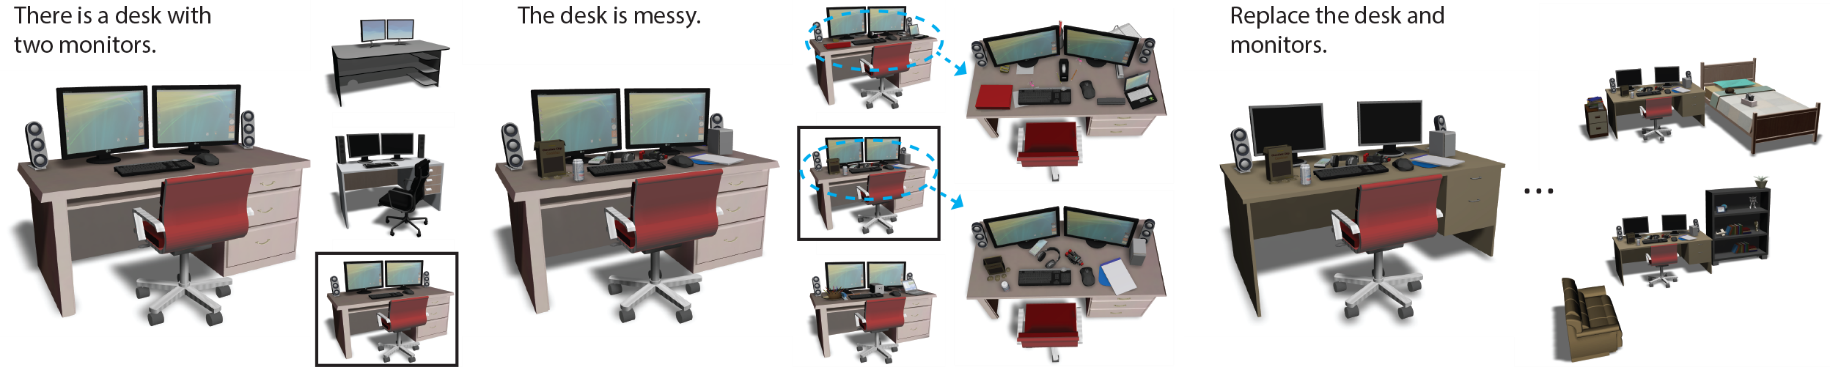 There is a desk with
two monitors.
The desk is messy.
Replace the desk and
monitors.
...